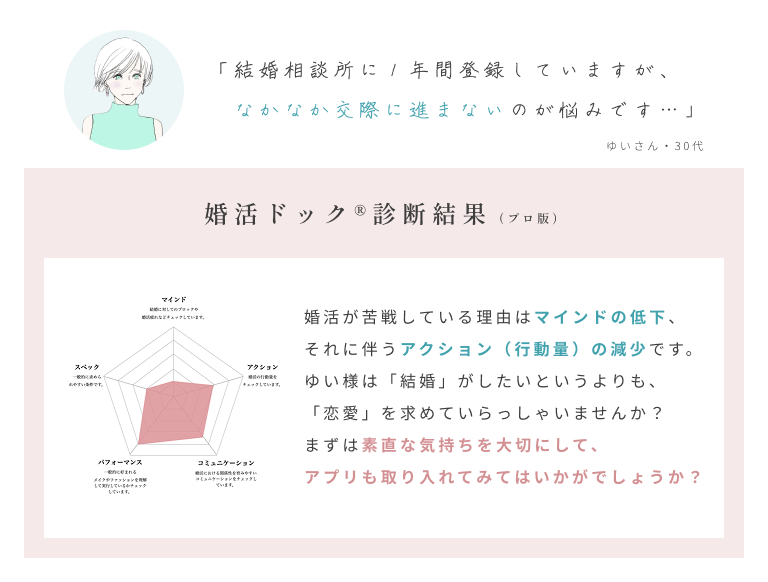 「結婚相談所に1年間登録していますが、
なかなか交際に進まないのが悩みです…」
ゆいさん・30代
婚活ドック®診断結果（プロ版）
マインド
結婚に対してのブロックや
婚活疲れなどチェックしています。
スペック
一般的に求めら
れやすい条件です。
アクション
婚活の行動量を
チェックしています。
パフォーマンス
一般的に好まれる
メイクやファッションを理解
して実行しているかチェック
しています。
コミュニケーション
婚活における関係性を育みやすい
コミュニケーションをチェックし
ています。
婚活が苦戦している理由はマインドの低下、
それに伴うアクション（行動量）の減少です。
ゆい様は「結婚」がしたいというよりも、
「恋愛」を求めていらっしゃいませんか？
まずは素直な気持ちを大切にして、
アプリも取り入れてみてはいかがでしょうか？